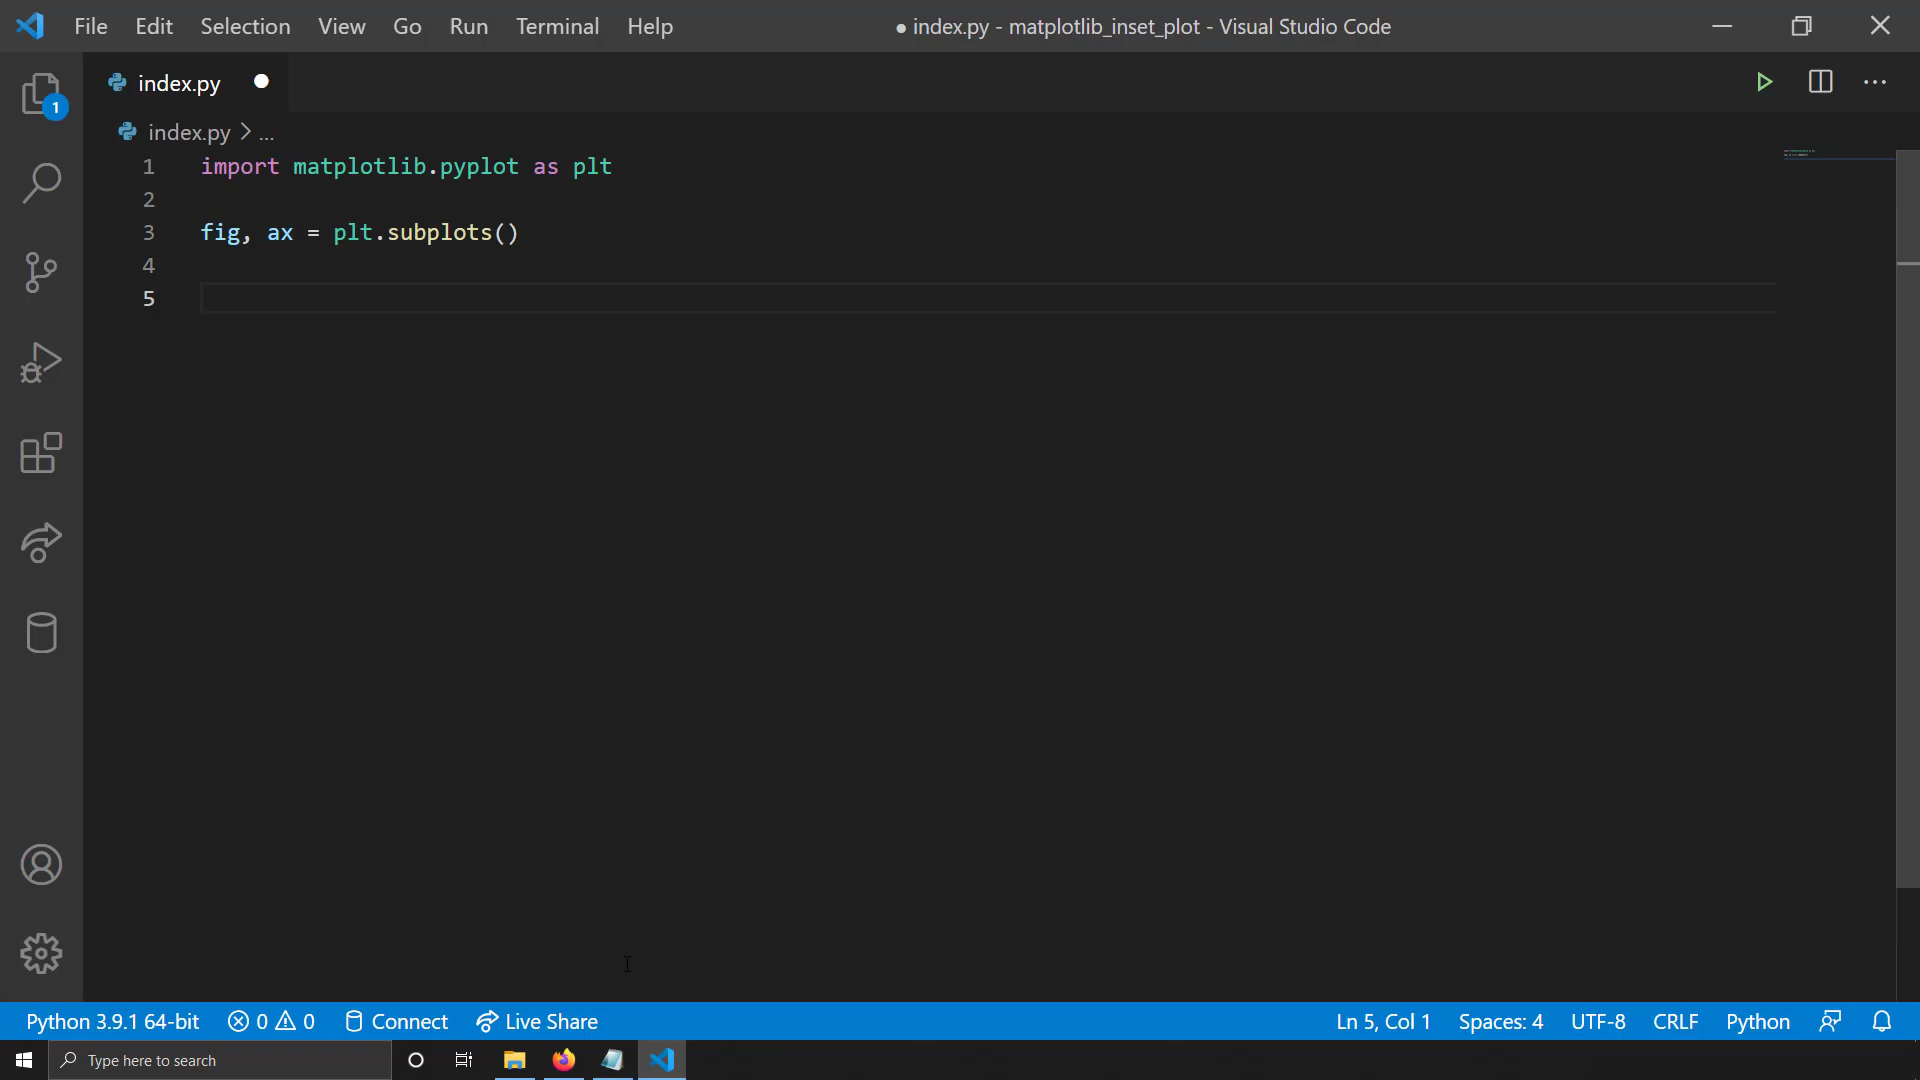 File Edit Selection View Go Run Terminal Help
● index.py - matplotlib_inset_plot - Visual Studio Code
index.py
1
index.py > ...
1 import matplotlib.pyplot as plt
2
3 fig, ax = plt.subplots()
4
5
Python 3.9.1 64-bit 0 0 Connect Live Share
Ln 5, Col 1 Spaces: 4 UTF-8 CRLF Python
Type here to search